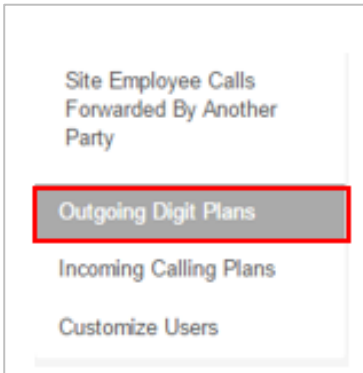 Site Employee Calls
Forwarded By Another
Party
Outgoing Digit Plans
Incoming Calling Plans
Customize Users